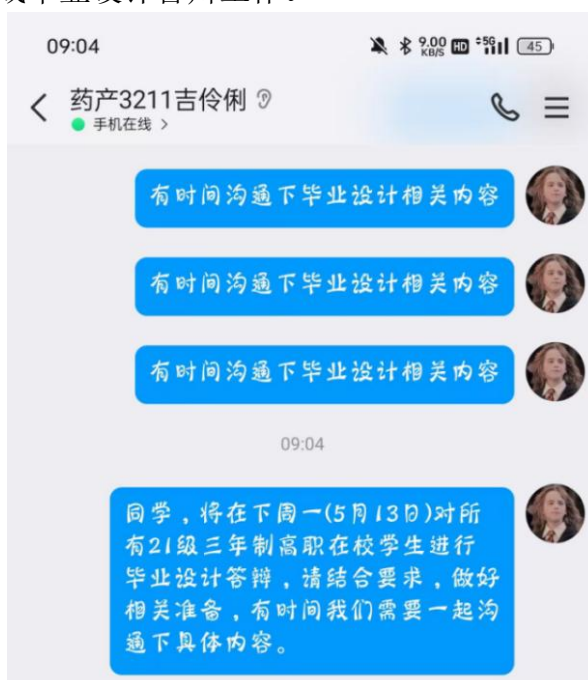 09:04
9.00 KB/S HD 5G 45
药产3211吉伶俐
手机在线 >
有时间沟通下毕业设计相关内容
有时间沟通下毕业设计相关内容
有时间沟通下毕业设计相关内容
09:04
同学，将在下周一(5月13日)对所
有21级三年制高职在校学生进行
毕业设计答辩，请结合要求，做好
相关准备，有时间我们需要一起沟
通下具体内容。